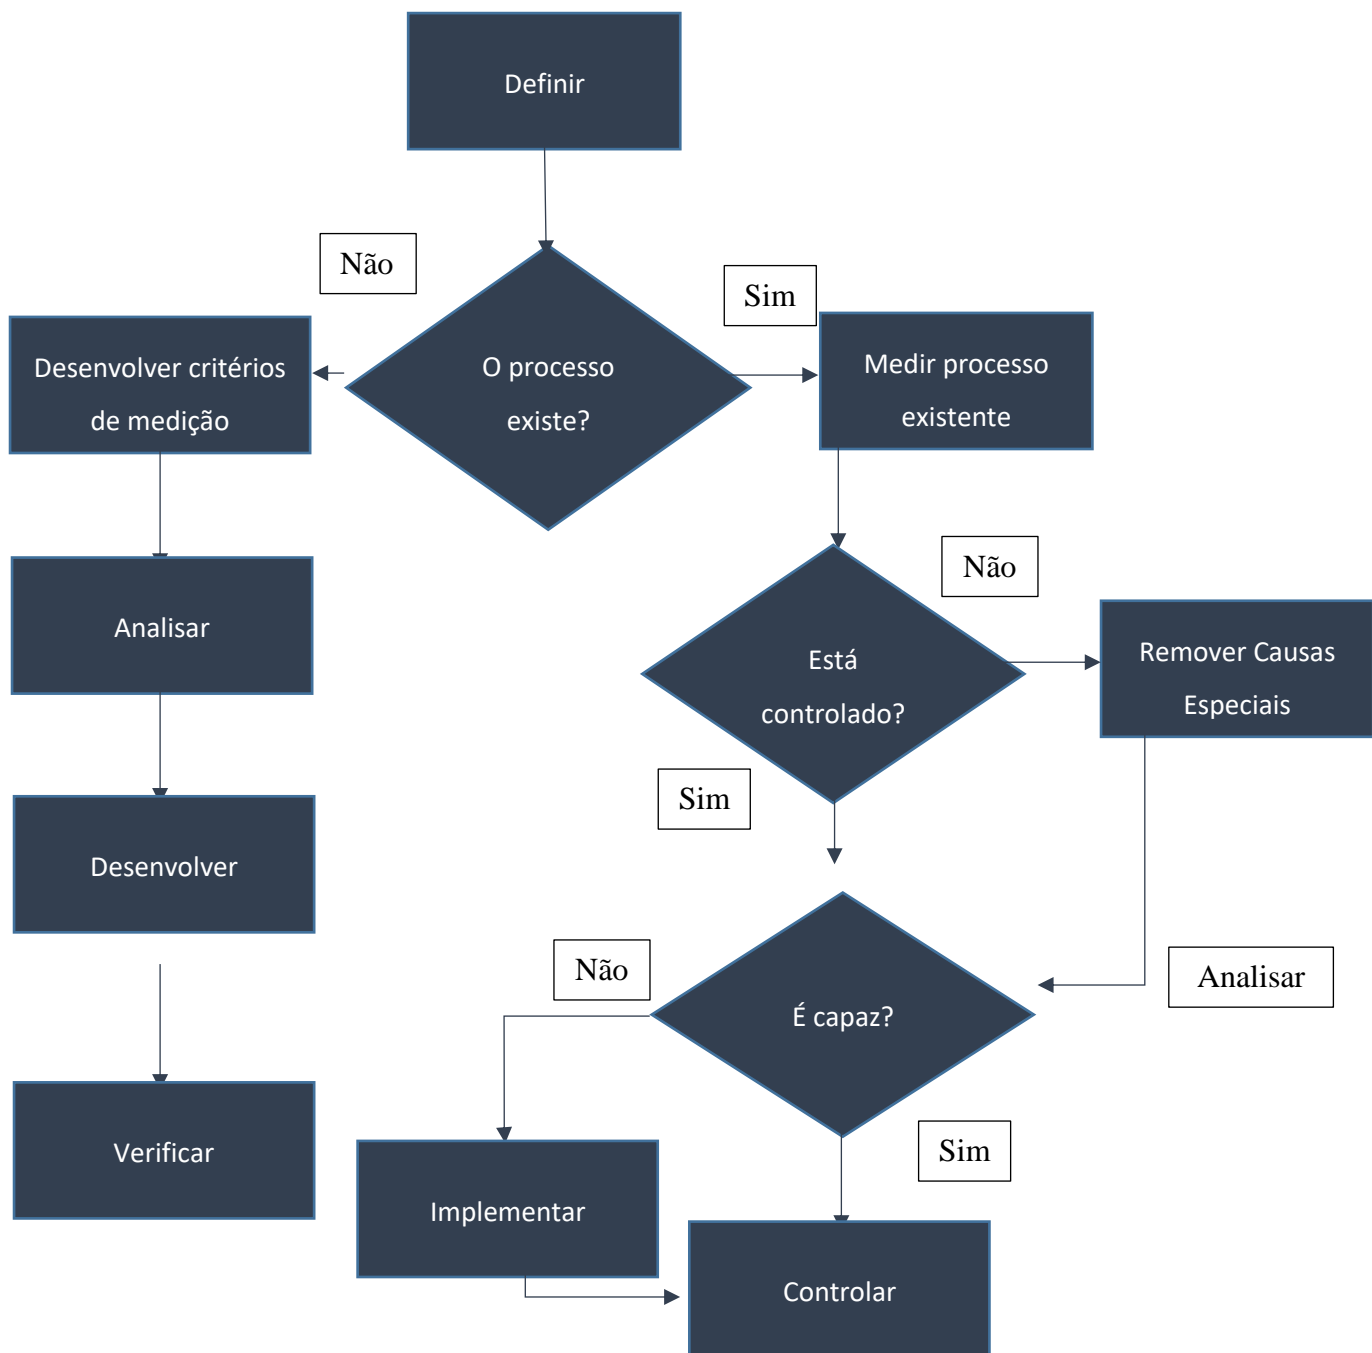 Definir
Não
Sim
Desenvolver critérios
de medição
O processo
existe?
Medir processo
existente
Não
Analisar
Está
controlado?
Remover Causas
Especiais
Sim
Desenvolver
Não
É capaz?
Analisar
Verificar
Sim
Implementar
Controlar